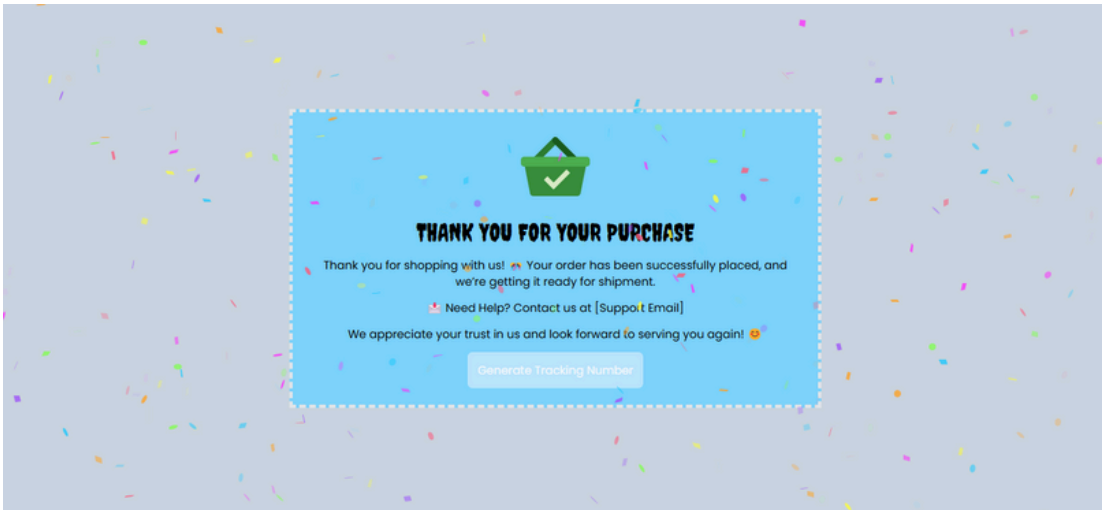 THANK YOU FOR YOUR PURCHASE
Thank you for shopping with us! 🎊 Your order has been successfully placed, and
we're getting it ready for shipment.
📩 Need Help? Contact us at [Support Email]
We appreciate your trust in us and look forward to serving you again! 😊
Generate Tracking Number